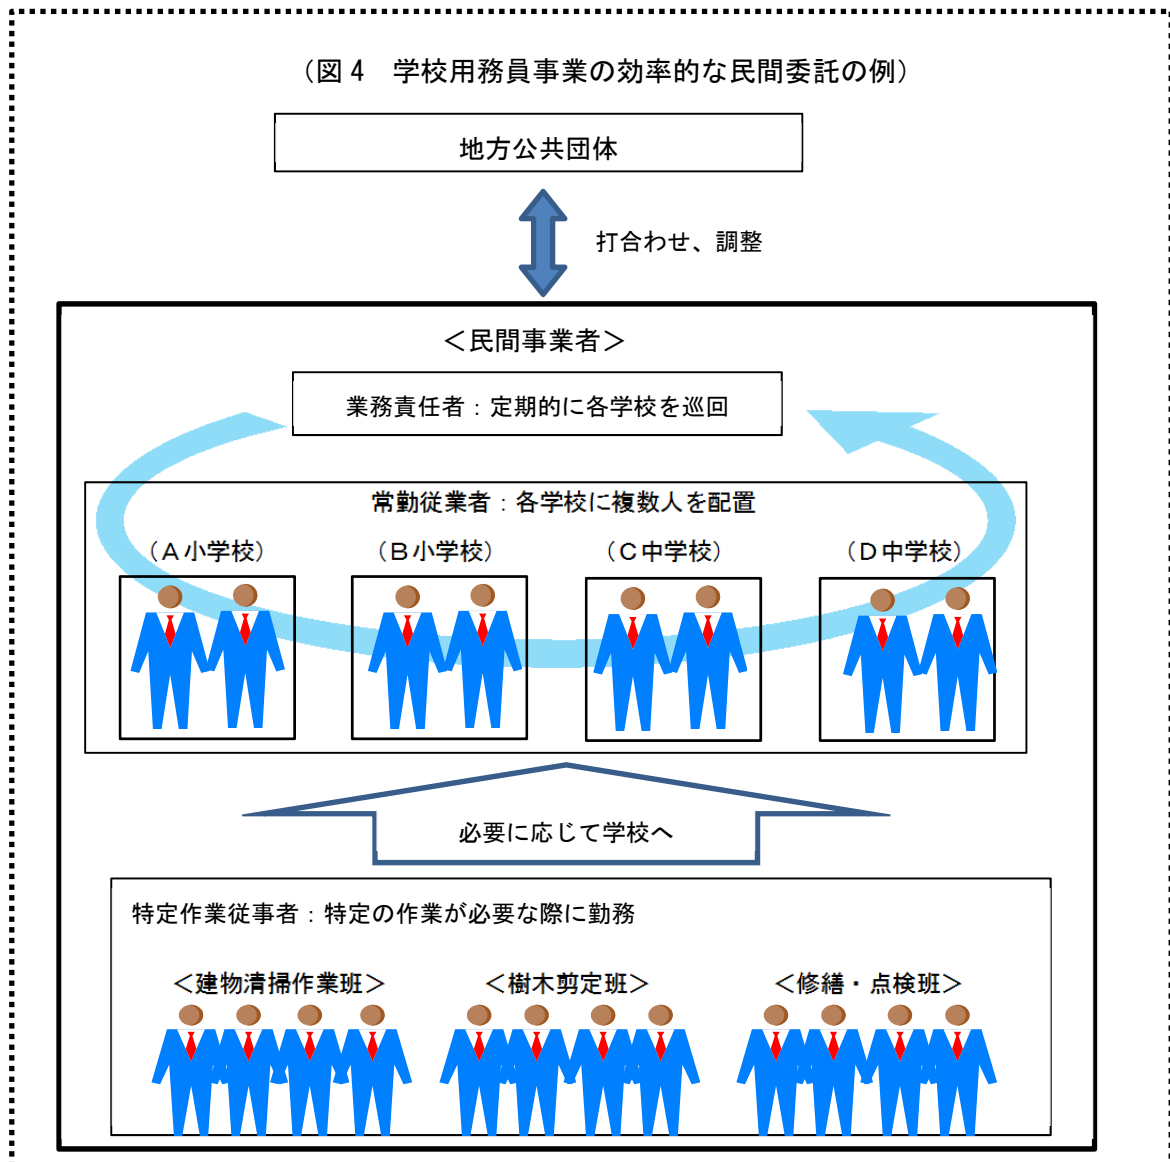 （図４　学校用務員事業の効率的な民間委託の例）
地方公共団体
打合わせ、調整
＜民間事業者＞
業務責任者：定期的に各学校を巡回
常勤従業者：各学校に複数人を配置
（Ａ小学校）　（Ｂ小学校）　（Ｃ中学校）　（Ｄ中学校）
必要に応じて学校へ
特定作業従事者：特定の作業が必要な際に勤務
＜建物清掃作業班＞　＜樹木剪定班＞　＜修繕・点検班＞